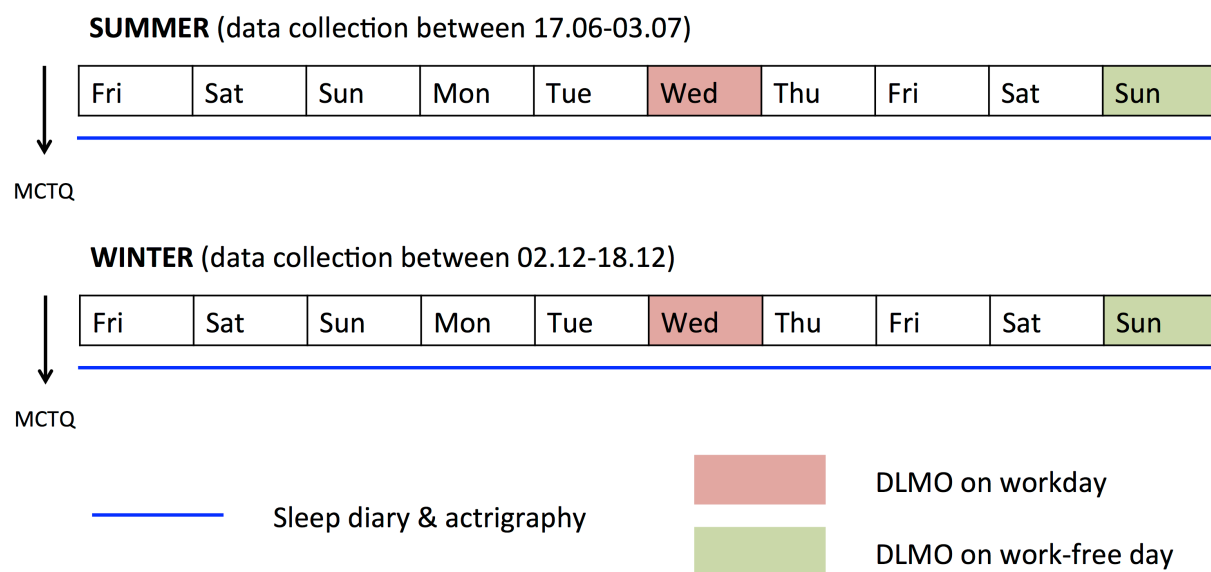 SUMMER (data collection between 17.06-03.07)
Fri Sat Sun Mon Tue Wed Thu Fri Sat Sun
MCTQ
WINTER (data collection between 02.12-18.12)
Fri Sat Sun Mon Tue Wed Thu Fri Sat Sun
MCTQ
DLMO on workday
Sleep diary & actrigraphy
DLMO on work-free day